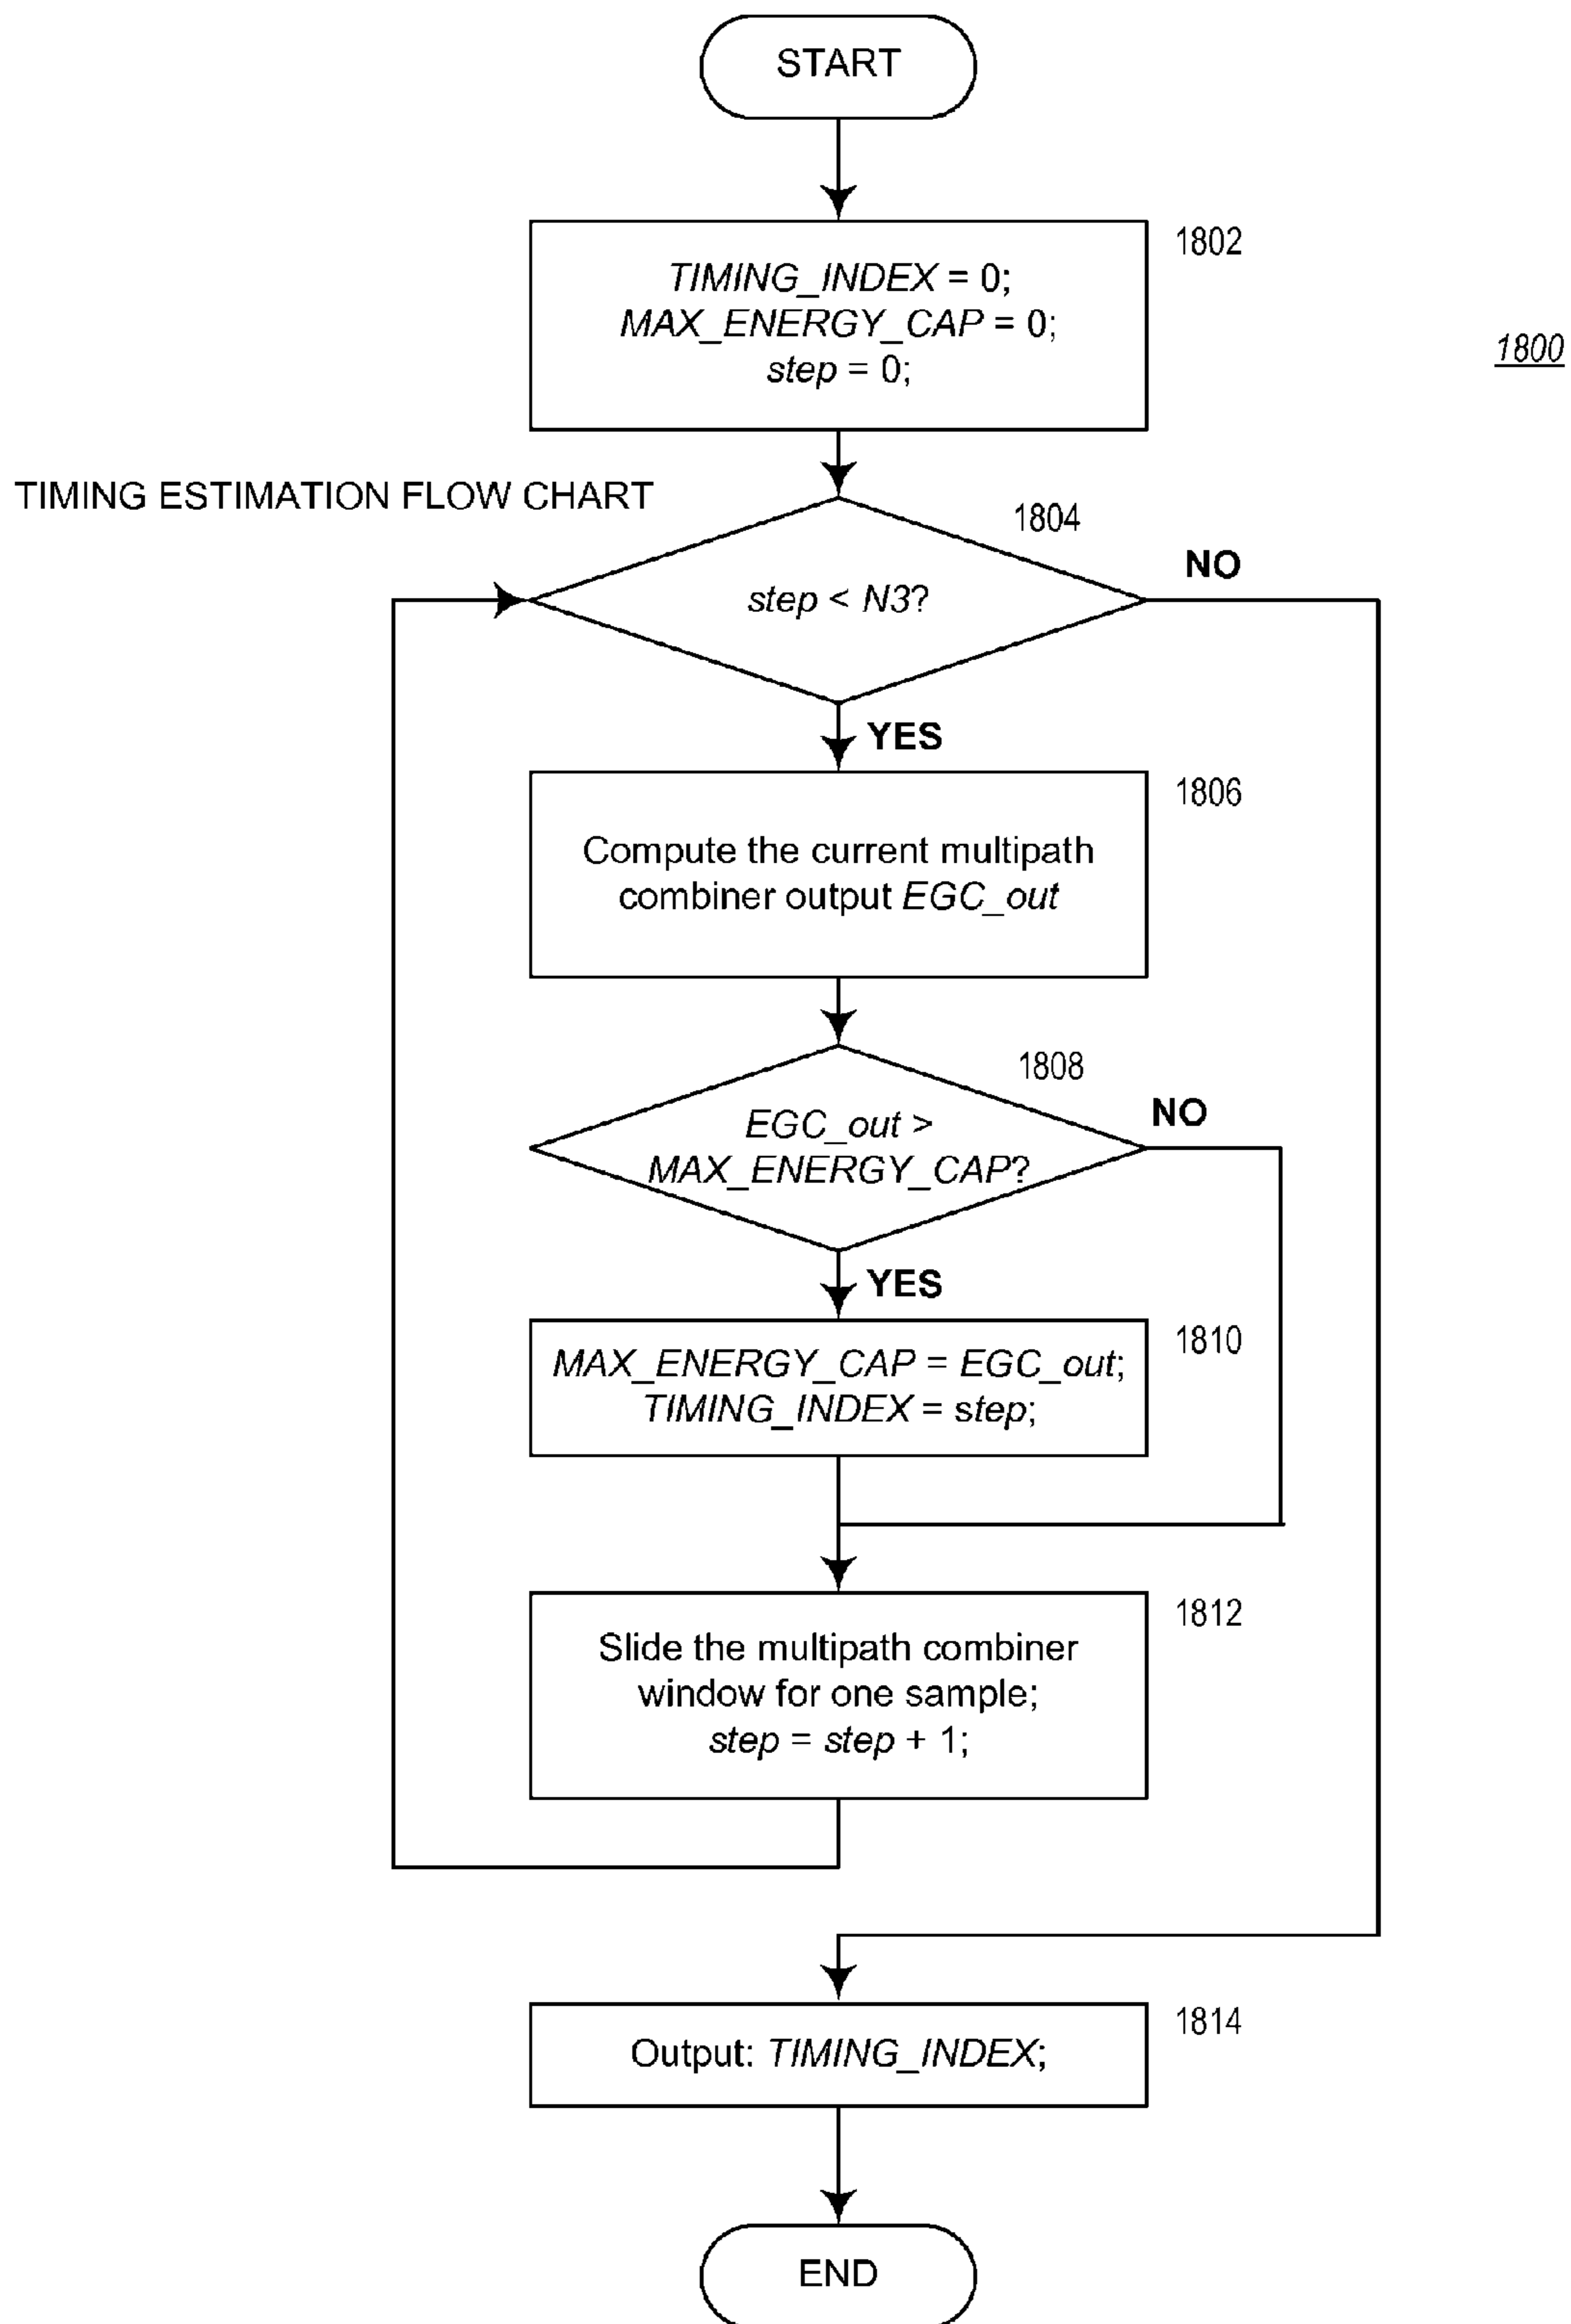 START
1802
TIMING_INDEX = 0;
MAX_ENERGY_CAP = 0;
step = 0;
1800
TIMING ESTIMATION FLOW CHART
1804
NO
step < N3?
YES
1806
Compute the current multipath
combiner output EGC_out
1808
NO
EGC_out >
MAX_ENERGY_CAP?
YES
1810
MAX_ENERGY_CAP = EGC_out;
TIMING_INDEX = step;
1812
Slide the multipath combiner
window for one sample;
step = step + 1;
1814
Output: TIMING_INDEX;
END